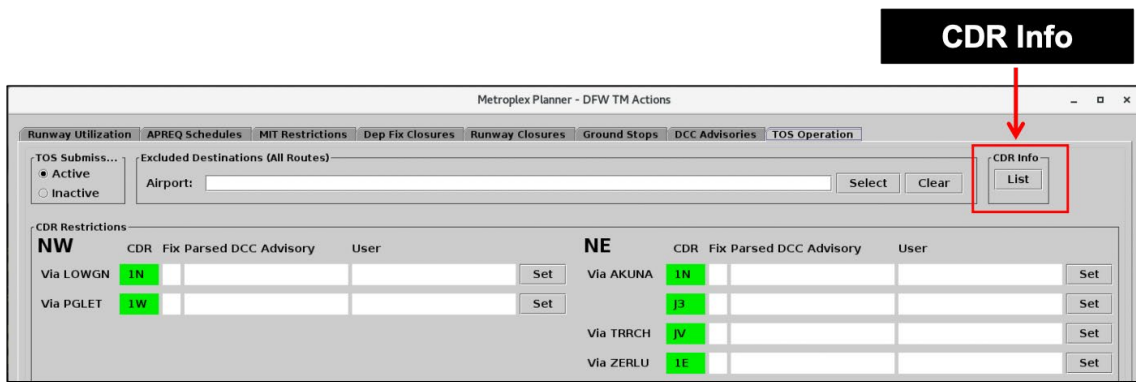 CDR Info
Metroplex Planner - DFW TM Actions
Runway Utilization APREQ Schedules MIT Restrictions Dep Fix Closures Runway Closures Ground Stops DCC Advisories TOS Operation
TOS Submiss... Excluded Destinations (All Routes) CDR Info
Active
Airport: Select Clear List
Inactive
CDR Restrictions
NW CDR Fix Parsed DCC Advisory User NE CDR Fix Parsed DCC Advisory User
Via LOWGN 1N Set Via AKUNA 1N Set
Via PGLET 1W Set J3 Set
Via TRRCH JV Set
Via ZERLU 1E Set